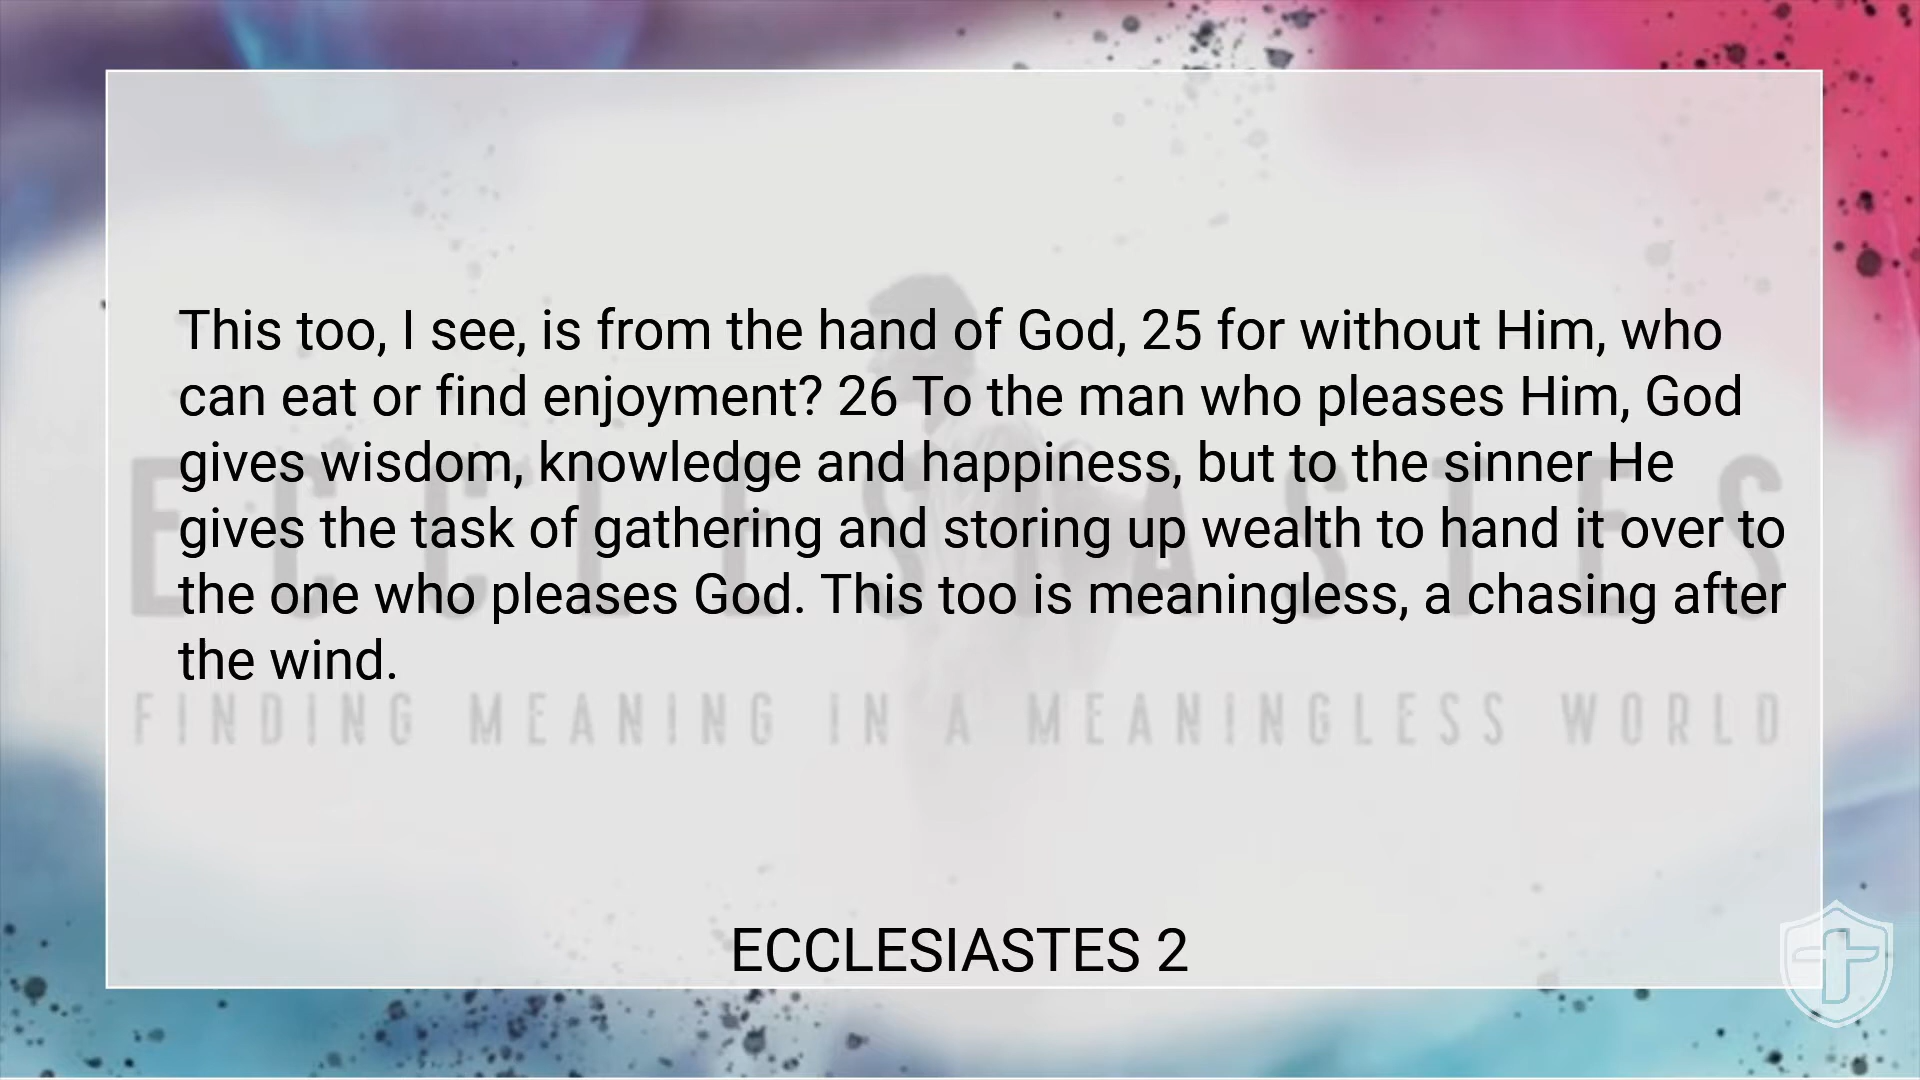 This too, I see, is from the hand of God, 25 for without Him, who
can eat or find enjoyment? 26 To the man who pleases Him, God
gives wisdom, knowledge and happiness, but to the sinner He
gives the task of gathering and storing up wealth to hand it over to
the one who pleases God. This too is meaningless, a chasing after
the wind.
ECCLESIASTES
FINDING MEANING IN A MEANINGLESS WORLD
ECCLESIASTES 2